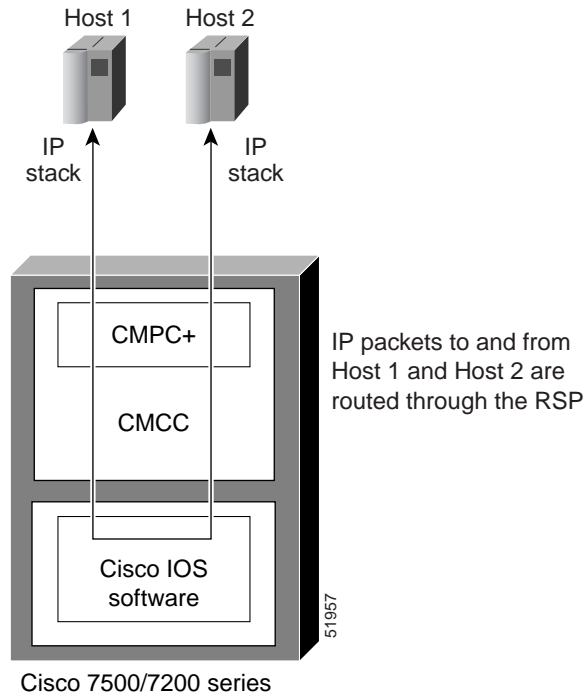 Host 1
Host 2
IP
stack
IP
stack
CMPC+
CMCC
IP packets to and from
Host 1 and Host 2 are
routed through the RSP
Cisco IOS
software
51957
Cisco 7500/7200 series